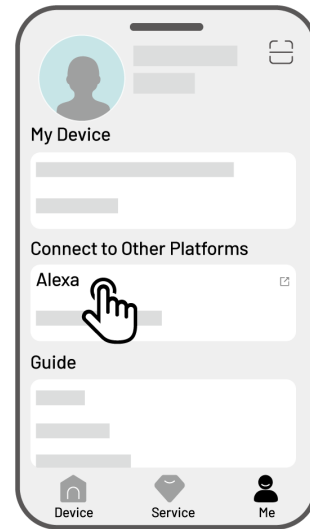 My Device
Connect to Other Platforms
Alexa
Guide
Device Service Me